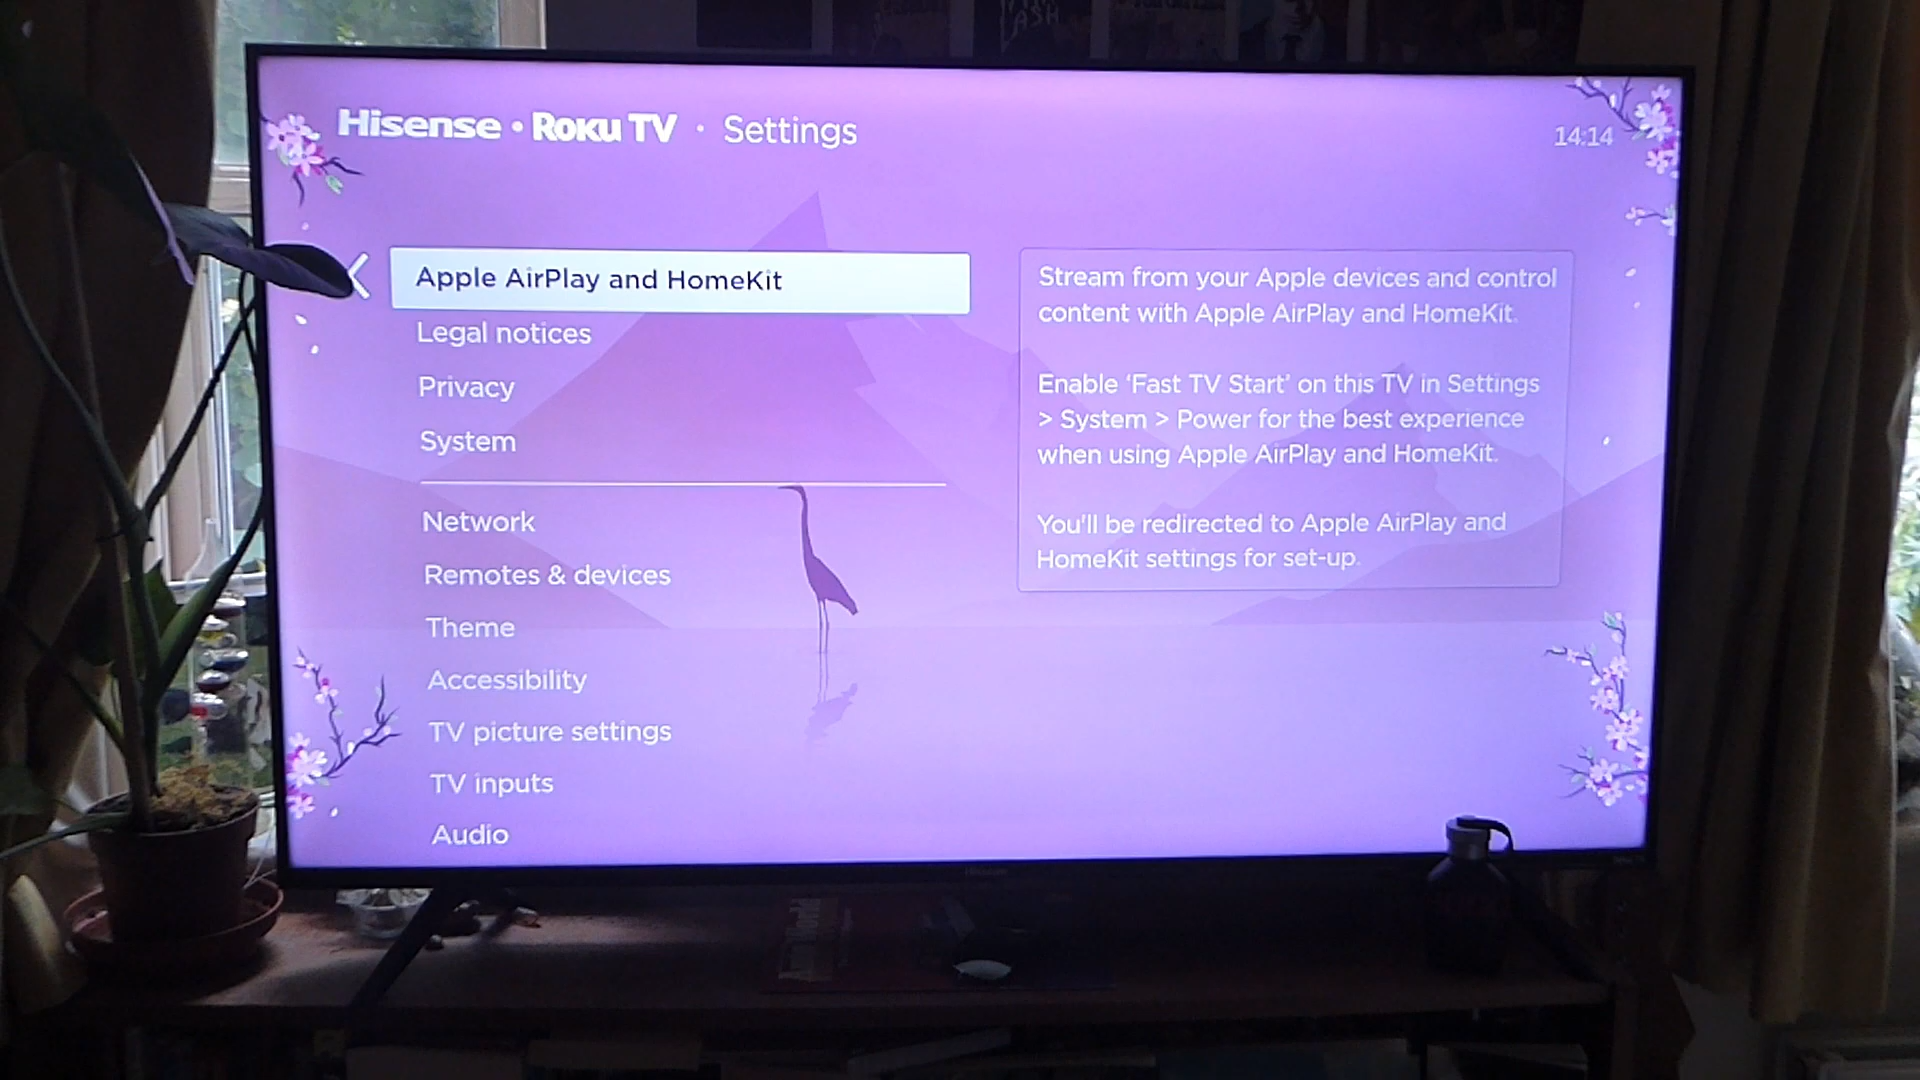 Hisense • Roku TV • Settings
14:14
Apple AirPlay and HomeKit
Legal notices
Privacy
System
Network
Remotes & devices
Theme
Accessibility
TV picture settings
TV inputs
Audio
Stream from your Apple devices and control
content with Apple AirPlay and HomeKit.
Enable ‘Fast TV Start’ on this TV in Settings
> System > Power for the best experience
when using Apple AirPlay and HomeKit.
You'll be redirected to Apple AirPlay and
HomeKit settings for set-up.